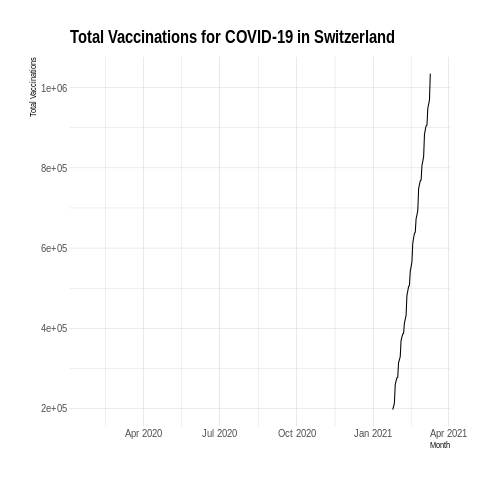 Total Vaccinations for COVID-19 in Switzerland
Total Vaccinations
1e+06
8e+05
6e+05
4e+05
2e+05
Apr 2020 Jul 2020 Oct 2020 Jan 2021 Apr 2021
Month